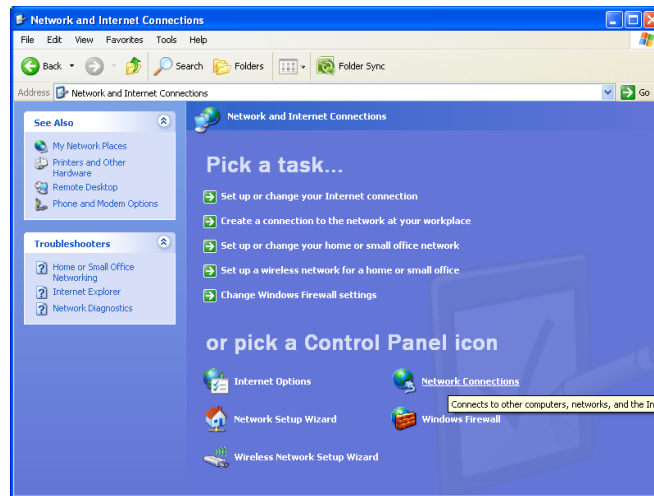 Network and Internet Connections
File Edit View Favorites Tools Help
Back Search Folders Folder Sync
Address Network and Internet Connections Go
See Also
My Network Places
Printers and Other
Hardware
Remote Desktop
Phone and Modem Options
Troubleshooters
Home or Small Office
Networking
Internet Explorer
Network Diagnostics
Network and Internet Connections
Pick a task...
Set up or change your Internet connection
Create a connection to the network at your workplace
Set up or change your home or small office network
Set up a wireless network for a home or small office
Change Windows Firewall settings
or pick a Control Panel icon
Internet Options Network Connections
Connects to other computers, networks, and the In
Network Setup Wizard Windows Firewall
Wireless Network Setup Wizard